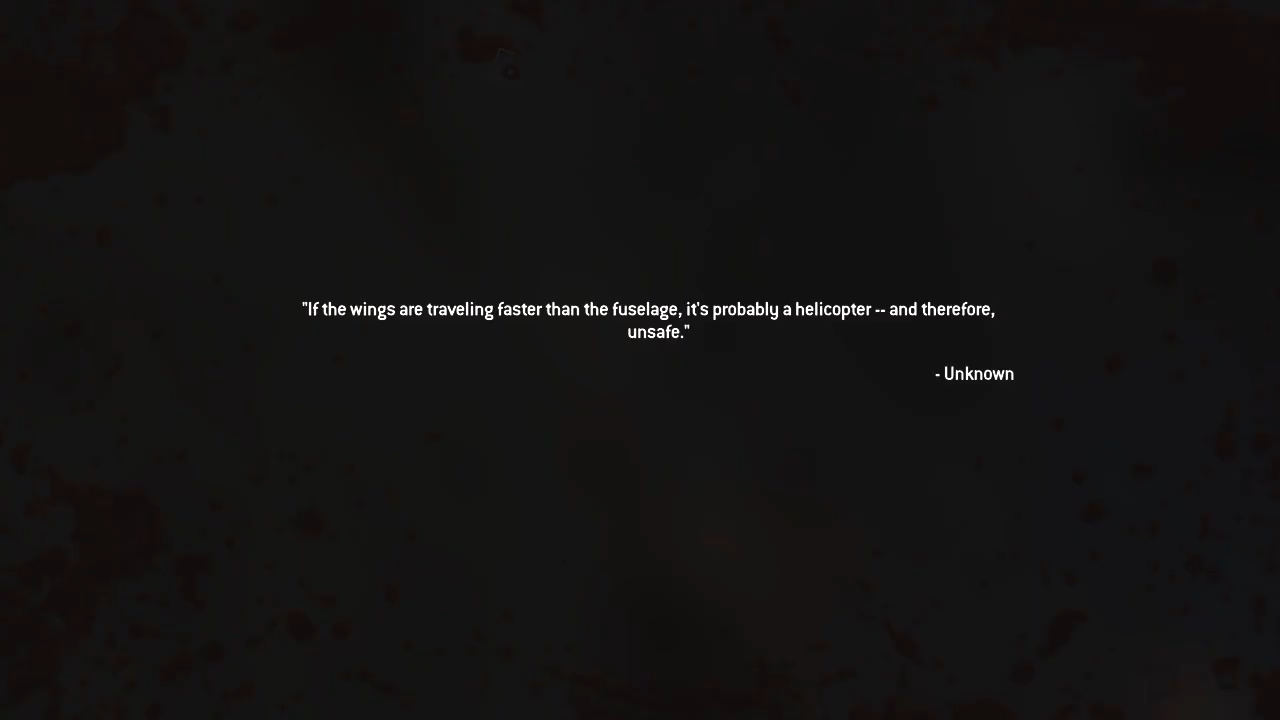 "If the wings are traveling faster than the fuselage, it's probably a helicopter -- and therefore,
unsafe."
- Unknown